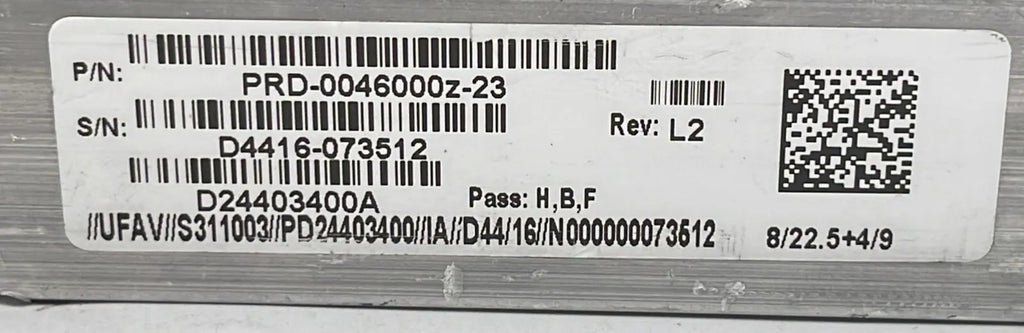 P/N:
PRD-0046000z-23
S/N:
D4416-073512
Rev: L2
D24403400A
Pass: H,B,F
//UFAV//S311003//PD24403400//IA//D44/16//N000000073512
8/22.5+4/9